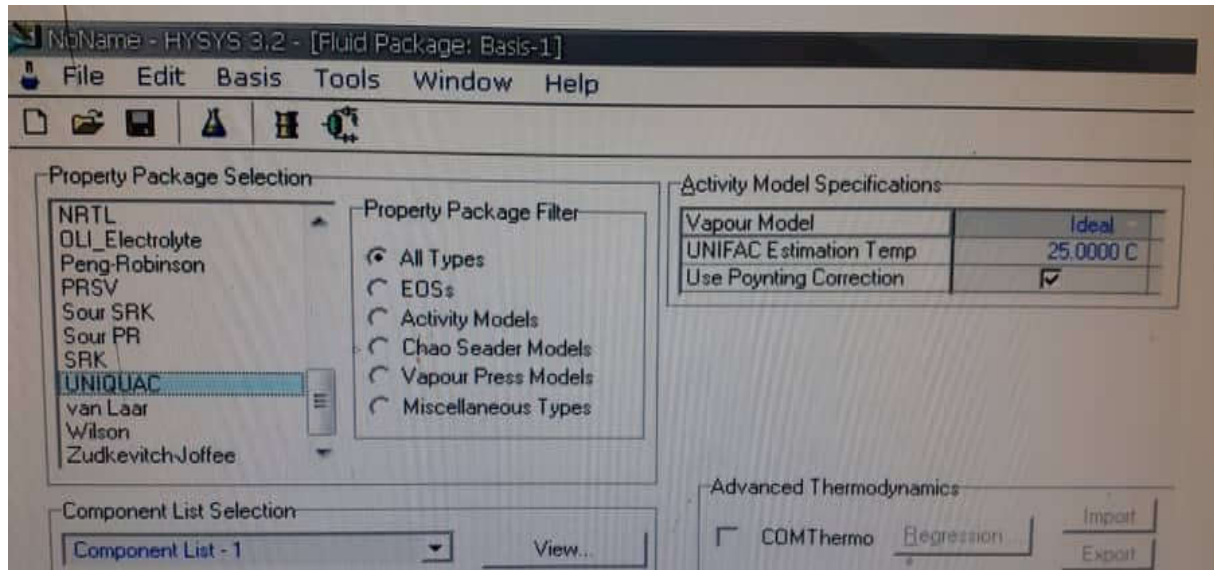 NoName - HYSYS 3.2 - [Fluid Package: Basis-1]
File Edit Basis Tools Window Help
Property Package Selection
NRTL
OLI_Electrolyte
Peng-Robinson
PRSV
Sour SRK
Sour PR
SRK
UNIQUAC
van Laar
Wilson
Zudkevitch-Joffee
Property Package Filter
All Types
EOSs
Activity Models
Chao Seader Models
Vapour Press Models
Miscellaneous Types
Activity Model Specifications
Vapour Model Ideal
UNIFAC Estimation Temp 25.0000 C
Use Poynting Correction
Component List Selection
Component List - 1 View...
Advanced Thermodynamics
COMThermo Regression... Import
Export